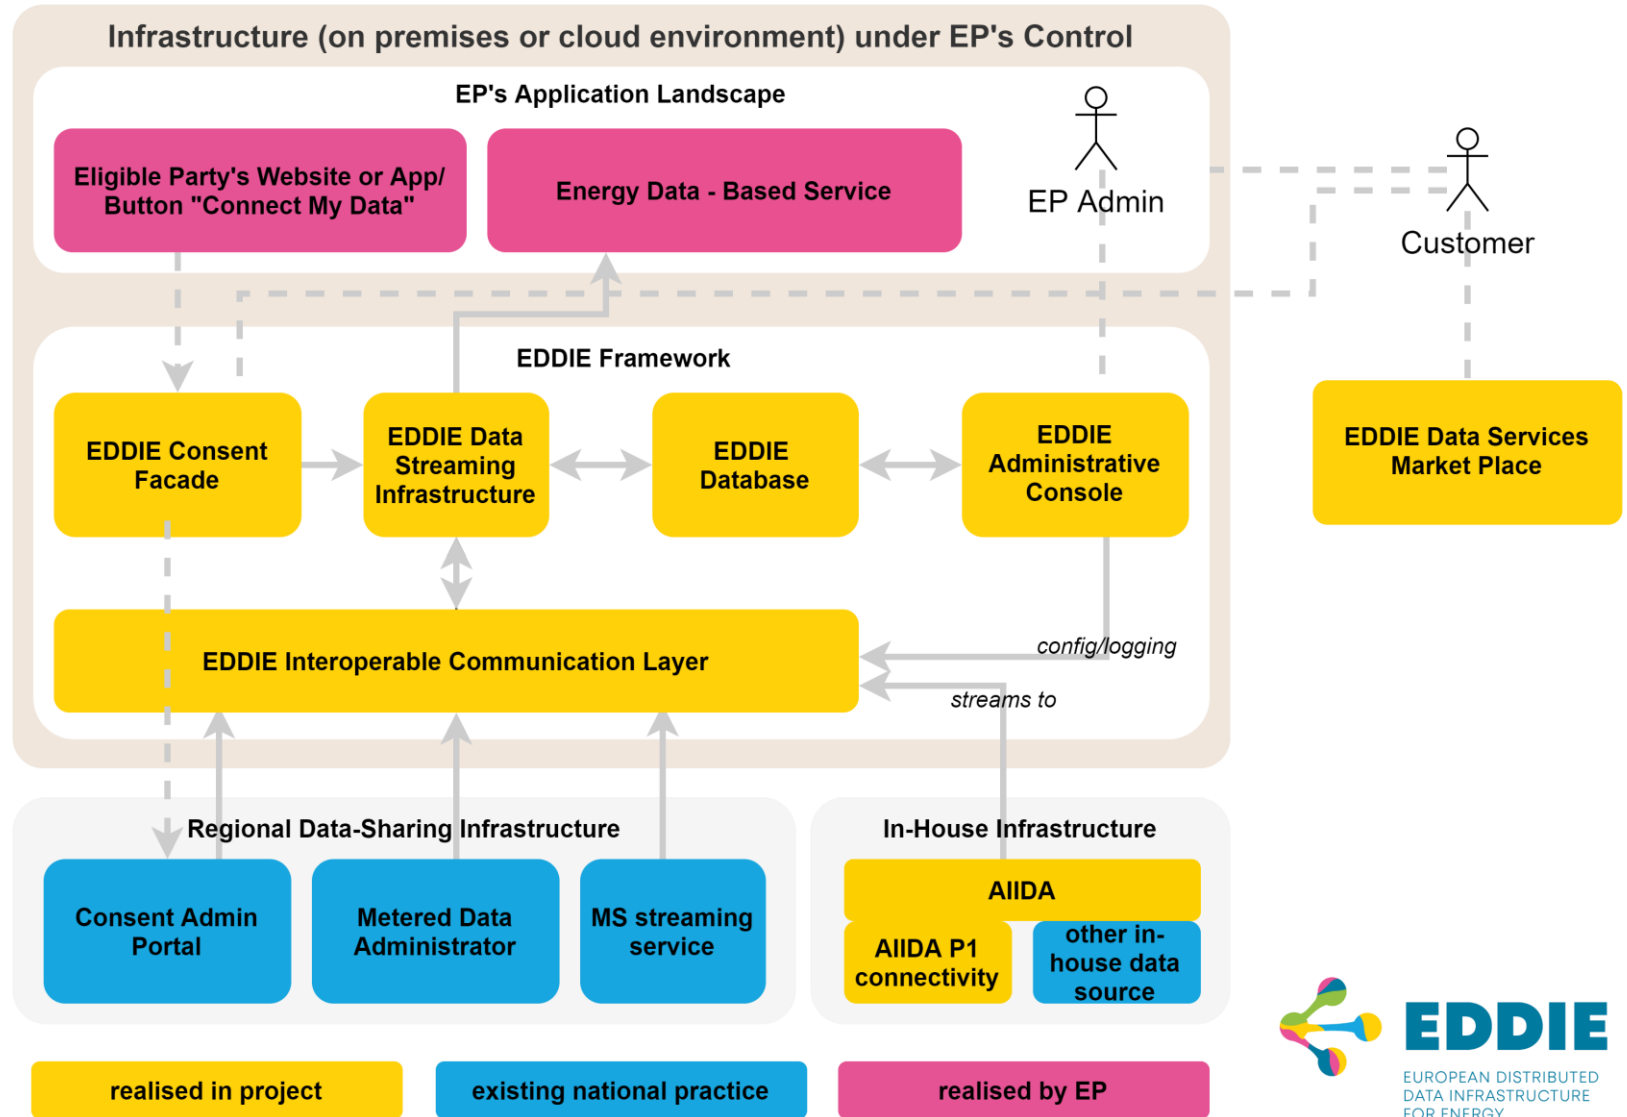 Infrastructure (on premises or cloud environment) under EP's Control
EP's Application Landscape
Eligible Party's Website or App/
Button "Connect My Data"
Energy Data - Based Service
EP Admin
Customer
EDDIE Framework
EDDIE Consent
Facade
EDDIE Data
Streaming
Infrastructure
EDDIE
Database
EDDIE
Administrative
Console
EDDIE Data Services
Market Place
EDDIE Interoperable Communication Layer
config/logging
streams to
Regional Data-Sharing Infrastructure
Consent Admin
Portal
Metered Data
Administrator
MS streaming
service
In-House Infrastructure
AIIDA
AIIDA P1
connectivity
other in-
house data
source
realised in project
existing national practice
realised by EP
EDDIE
EUROPEAN DISTRIBUTED
DATA INFRASTRUCTURE
FOR ENERGY